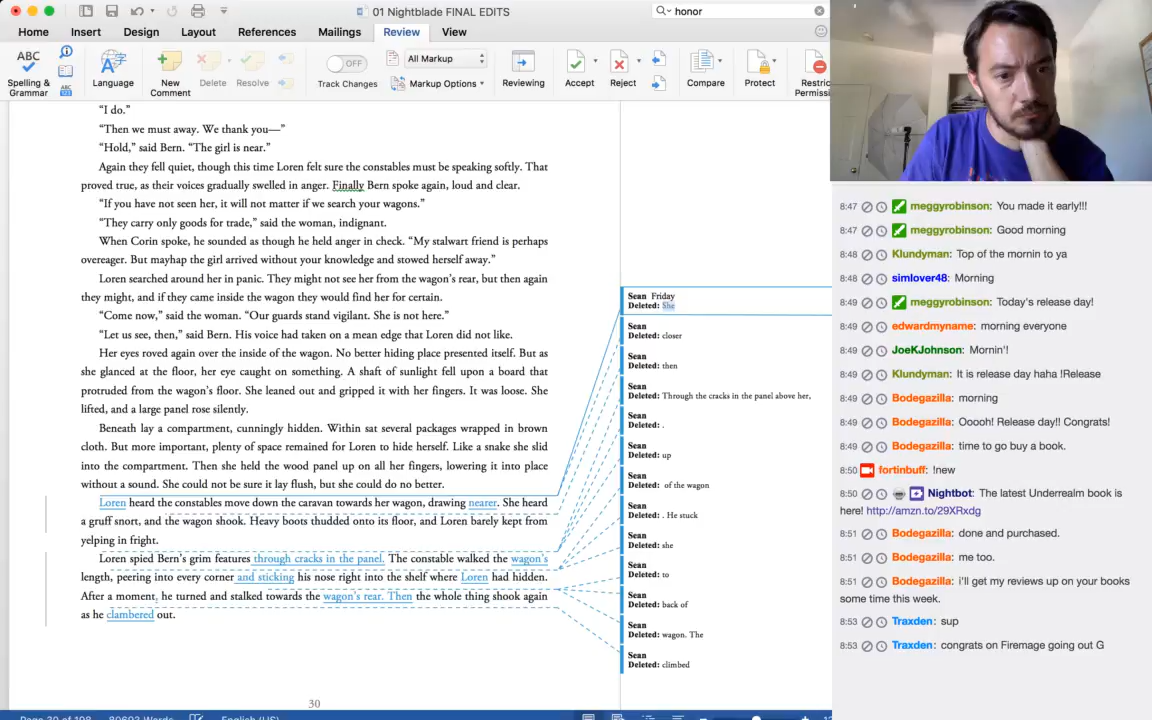 01 Nightblade FINAL EDITS
honor
Home Insert Design Layout References Mailings Review View
ABC
Spelling &
Grammar
ABC
123
Language
New
Comment
Delete
Resolve
OFF
Track Changes
All Markup
Markup Options
Reviewing
Accept
Reject
Compare
Protect
Restric
Permissi
“I do.”
“Then we must away. We thank you—”
“Hold,” said Bern. “The girl is near.”
Again they fell quiet, though this time Loren felt sure the constables must be speaking softly. That
proved true, as their voices gradually swelled in anger. Finally Bern spoke again, loud and clear.
“If you have not seen her, it will not matter if we search your wagons.”
“They carry only goods for trade,” said the woman, indignant.
When Corin spoke, he sounded as though he held anger in check. “My stalwart friend is perhaps
overeager. But mayhap the girl arrived without your knowledge and stowed herself away.”
Loren searched around her in panic. They might not see her from the wagon’s rear, but then again
they might, and if they came inside the wagon they would find her for certain.
“Come now,” said the woman. “Our guards stand vigilant. She is not here.”
“Let us see, then,” said Bern. His voice had taken on a mean edge that Loren did not like.
Her eyes roved again over the inside of the wagon. No better hiding place presented itself. But as
she glanced at the floor, her eye caught on something. A shaft of sunlight fell upon a board that
protruded from the wagon’s floor. She leaned out and gripped it with her fingers. It was loose. She
lifted, and a large panel rose silently.
Beneath lay a compartment, cunningly hidden. Within sat several packages wrapped in brown
cloth. But more important, plenty of space remained for Loren to hide herself. Like a snake she slid
into the compartment. Then she held the wood panel up on all her fingers, lowering it into place
without a sound. She could not be sure it lay flush, but she could do no better.
Loren heard the constables move down the caravan towards her wagon, drawing nearer. She heard
a gruff snort, and the wagon shook. Heavy boots thudded onto its floor, and Loren barely kept from
yelping in fright.
Loren spied Bern’s grim features through cracks in the panel. The constable walked the wagon’s
length, peering into every corner and sticking his nose right into the shelf where Loren had hidden.
After a moment, he turned and stalked towards the wagon’s rear. Then the whole thing shook again
as he clambered out.
30
Sean Friday
Deleted: She
Sean
Deleted: closer
Sean
Deleted: then
Sean
Deleted: Through the cracks in the panel above her,
Sean
Deleted: .
Sean
Deleted: up
Sean
Deleted: of the wagon
Sean
Deleted: . He stuck
Sean
Deleted: she
Sean
Deleted: to
Sean
Deleted: back of
Sean
Deleted: wagon. The
Sean
Deleted: climbed
Page 30 of 198 80693 Words English (US)
8:47 meggyrobinson: You made it early!!!
8:47 meggyrobinson: Good morning
8:48 Klundyman: Top of the mornin to ya
8:48 simlover48: Morning
8:49 meggyrobinson: Today's release day!
8:49 edwardmyname: morning everyone
8:49 JoeKJohnson: Mornin'!
8:49 Klundyman: It is release day haha !Release
8:49 Bodegazilla: morning
8:49 Bodegazilla: Ooooh! Release day!! Congrats!
8:49 Bodegazilla: time to go buy a book.
8:50 fortinbuff: !new
8:50 Nightbot: The latest Underrealm book is
here! http://amzn.to/29XRxdg
8:51 Bodegazilla: done and purchased.
8:51 Bodegazilla: me too.
8:51 Bodegazilla: i'll get my reviews up on your books
some time this week.
8:53 Traxden: sup
8:53 Traxden: congrats on Firemage going out G